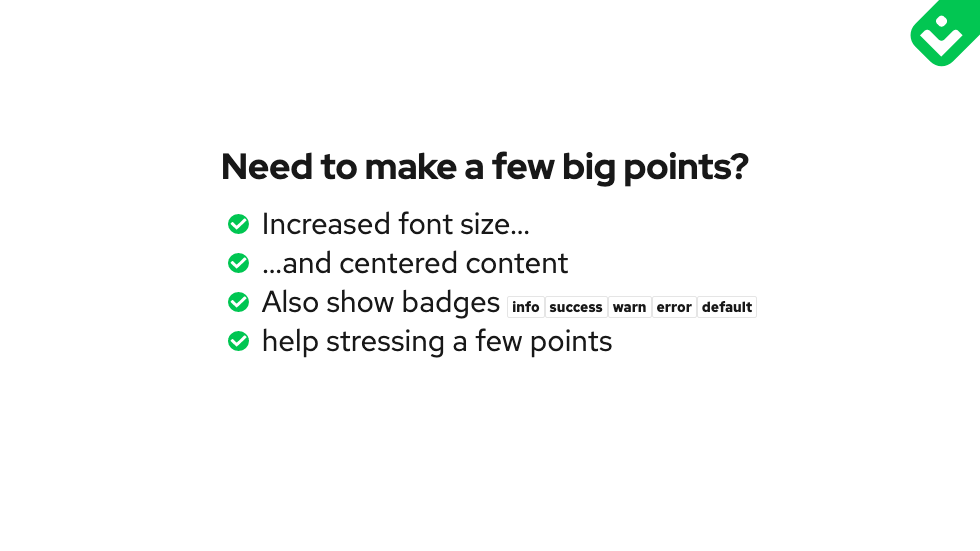 Need to make a few big points?
Increased font size...
...and centered content
Also show badges info success warn error default
help stressing a few points